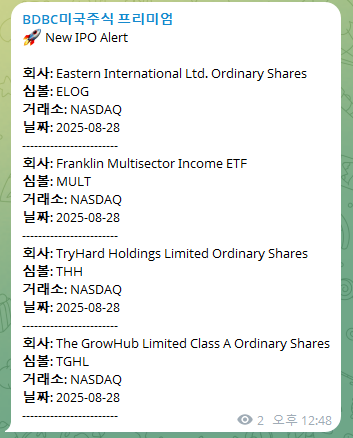 BDBC미국주식 프리미엄
🚀 New IPO Alert
회사: Eastern International Ltd. Ordinary Shares
심볼: ELOG
거래소: NASDAQ
날짜: 2025-08-28
------------------------
회사: Franklin Multisector Income ETF
심볼: MULT
거래소: NASDAQ
날짜: 2025-08-28
------------------------
회사: TryHard Holdings Limited Ordinary Shares
심볼: THH
거래소: NASDAQ
날짜: 2025-08-28
------------------------
회사: The GrowHub Limited Class A Ordinary Shares
심볼: TGHL
거래소: NASDAQ
날짜: 2025-08-28
------------------------
2 오후 12:48